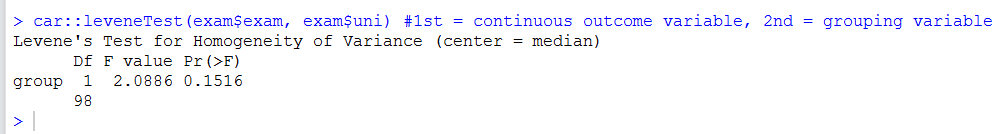 > car::leveneTest(exam$exam, exam$uni) #1st = continuous outcome variable, 2nd = grouping variable
Levene's Test for Homogeneity of Variance (center = median)
      Df F value Pr(>F)
group  1  2.0886 0.1516
      98
>